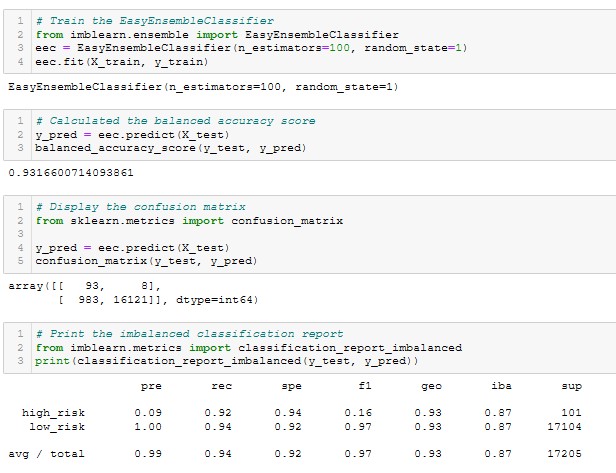 1 # Train the EasyEnsembleClassifier
2 from imblearn.ensemble import EasyEnsembleClassifier
3 eec = EasyEnsembleClassifier(n_estimators=100, random_state=1)
4 eec.fit(X_train, y_train)
EasyEnsembleClassifier(n_estimators=100, random_state=1)
1 # Calculated the balanced accuracy score
2 y_pred = eec.predict(X_test)
3 balanced_accuracy_score(y_test, y_pred)
0.9316600714093861
1 # Display the confusion matrix
2 from sklearn.metrics import confusion_matrix
3
4 y_pred = eec.predict(X_test)
5 confusion_matrix(y_test, y_pred)
array([[   93,     8],
       [  983, 16121]], dtype=int64)
1 # Print the imbalanced classification report
2 from imblearn.metrics import classification_report_imbalanced
3 print(classification_report_imbalanced(y_test, y_pred))
pre rec spe f1 geo iba sup
high_risk 0.09 0.92 0.94 0.16 0.93 0.87 101
low_risk 1.00 0.94 0.92 0.97 0.93 0.87 17104
avg / total 0.99 0.94 0.92 0.97 0.93 0.87 17205